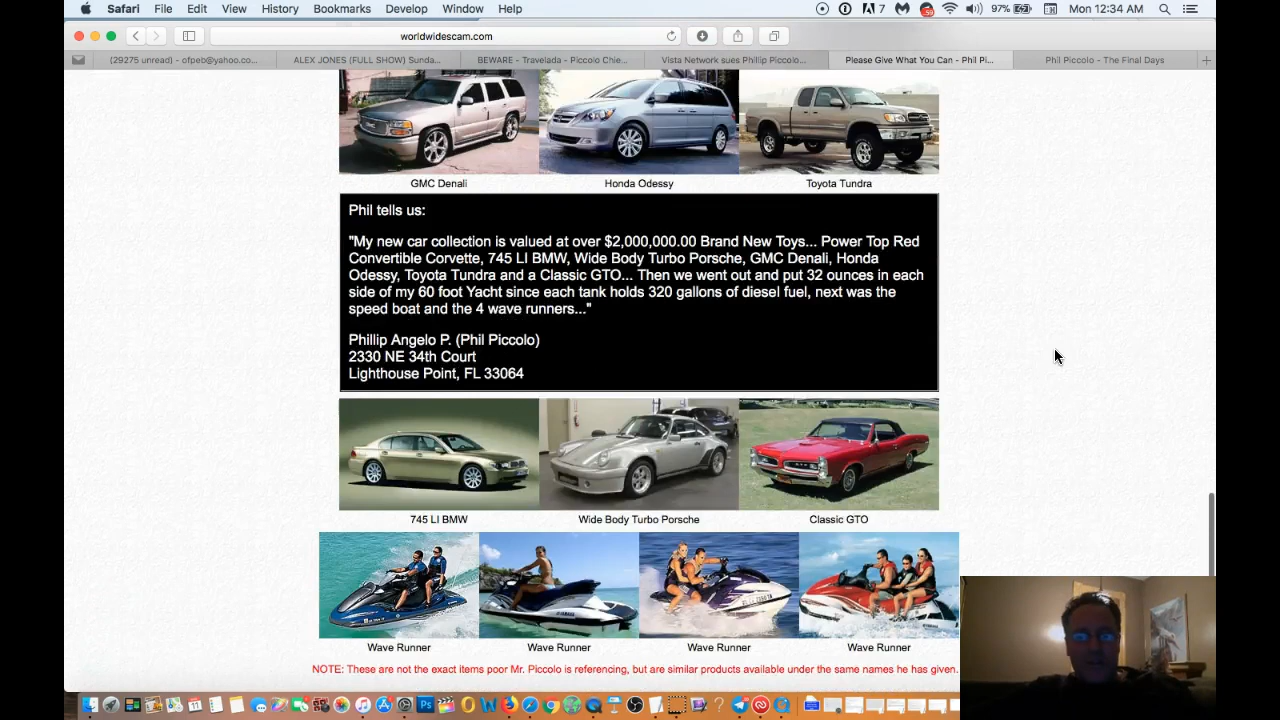 Safari File Edit View History Bookmarks Develop Window Help 7 59 97% Mon 12:34 AM
worldwidescam.com
(29275 unread) - ofpeb@yahoo.co... ALEX JONES (FULL SHOW) Sunda... BEWARE - Travelada - Piccolo Chie... Vista Network sues Phillip Piccolo... Please Give What You Can - Phil Pi... Phil Piccolo - The Final Days
GMC Denali Honda Odessy Toyota Tundra
Phil tells us:
"My new car collection is valued at over $2,000,000.00 Brand New Toys... Power Top Red
Convertible Corvette, 745 LI BMW, Wide Body Turbo Porsche, GMC Denali, Honda
Odessy, Toyota Tundra and a Classic GTO... Then we went out and put 32 ounces in each
side of my 60 foot Yacht since each tank holds 320 gallons of diesel fuel, next was the
speed boat and the 4 wave runners..."
Phillip Angelo P. (Phil Piccolo)
2330 NE 34th Court
Lighthouse Point, FL 33064
745 LI BMW Wide Body Turbo Porsche Classic GTO
Wave Runner Wave Runner Wave Runner Wave Runner
NOTE: These are not the exact items poor Mr. Piccolo is referencing, but are similar products available under the same names he has given.